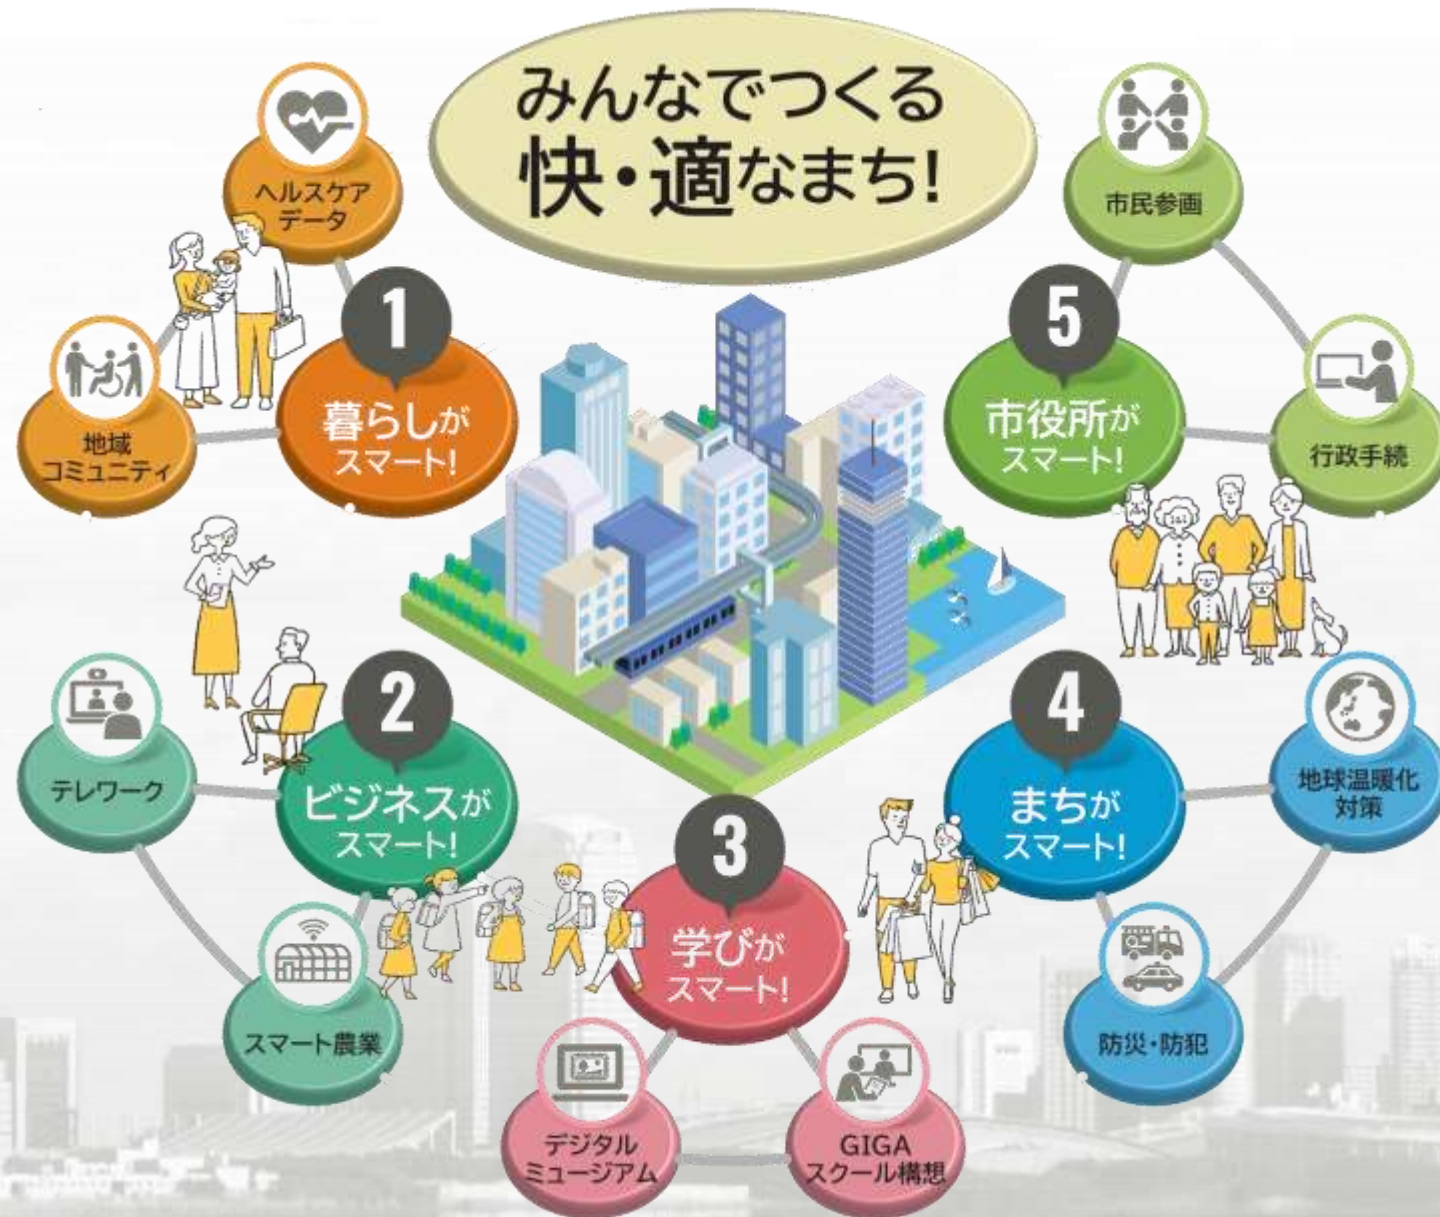 みんなでつくる
快・適なまち!
1
暮らしが
スマート!
ヘルスケア
データ
地域
コミュニティ
2
ビジネスが
スマート!
テレワーク
スマート農業
3
学びが
スマート!
デジタル
ミュージアム
GIGA
スクール構想
4
まちが
スマート!
地球温暖化
対策
防災・防犯
5
市役所が
スマート!
市民参画
行政手続